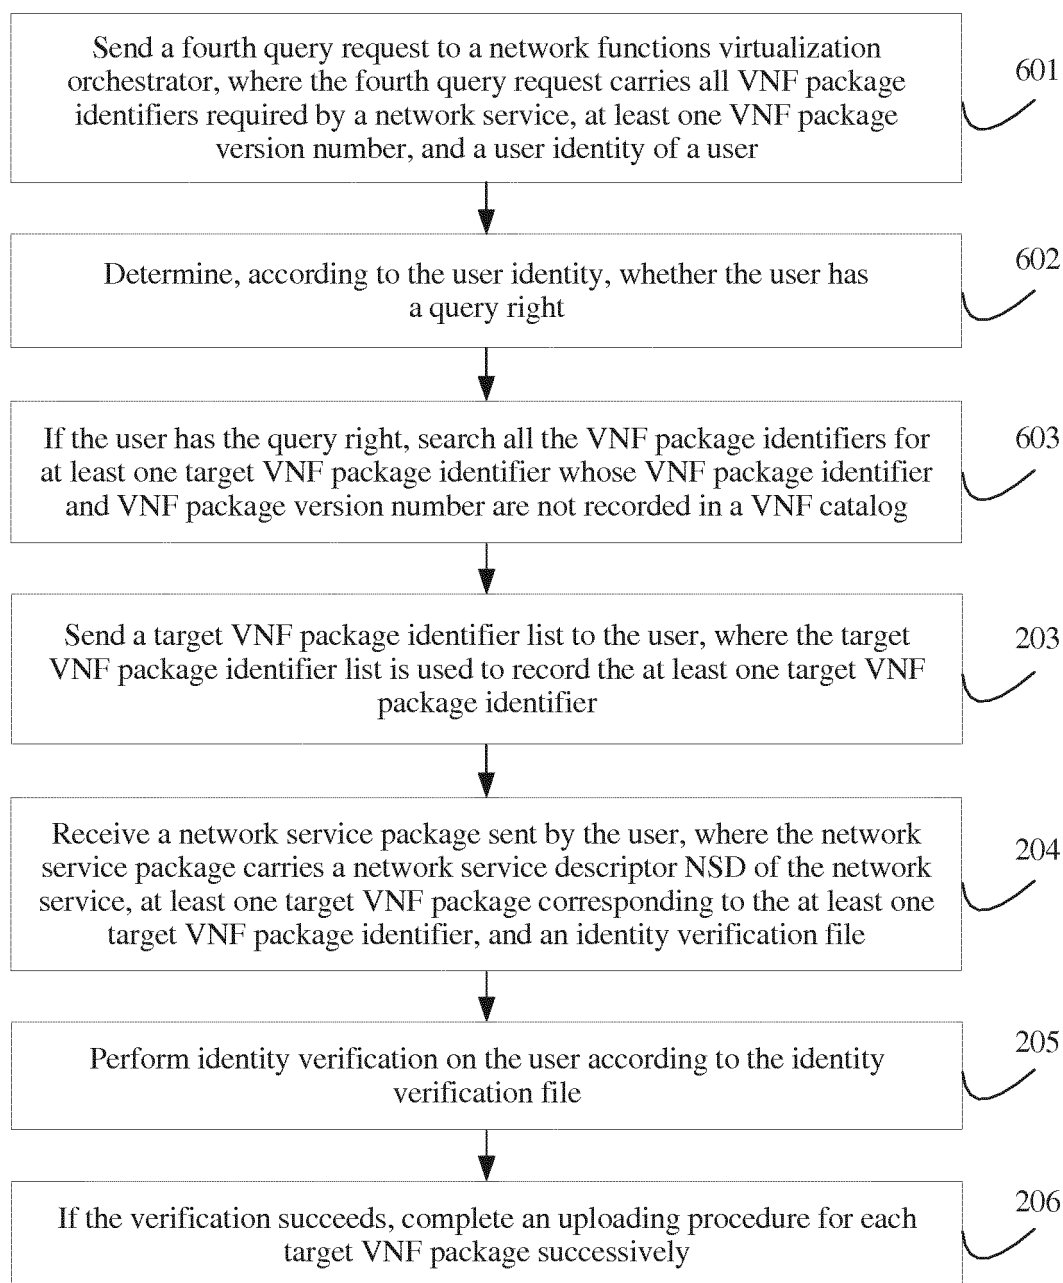 Send a fourth query request to a network functions virtualization
orchestrator, where the fourth query request carries all VNF package
identifiers required by a network service, at least one VNF package
version number, and a user identity of a user
601
Determine, according to the user identity, whether the user has
a query right
602
If the user has the query right, search all the VNF package identifiers for
at least one target VNF package identifier whose VNF package identifier
and VNF package version number are not recorded in a VNF catalog
603
Send a target VNF package identifier list to the user, where the target
VNF package identifier list is used to record the at least one target VNF
package identifier
203
Receive a network service package sent by the user, where the network
service package carries a network service descriptor NSD of the network
service, at least one target VNF package corresponding to the at least one
target VNF package identifier, and an identity verification file
204
Perform identity verification on the user according to the identity
verification file
205
If the verification succeeds, complete an uploading procedure for each
target VNF package successively
206